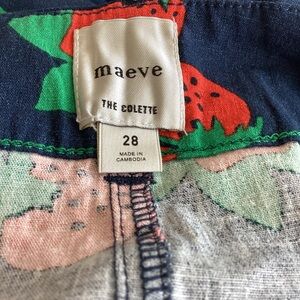 maeve
THE COLETTE
28
MADE IN
CAMBODIA